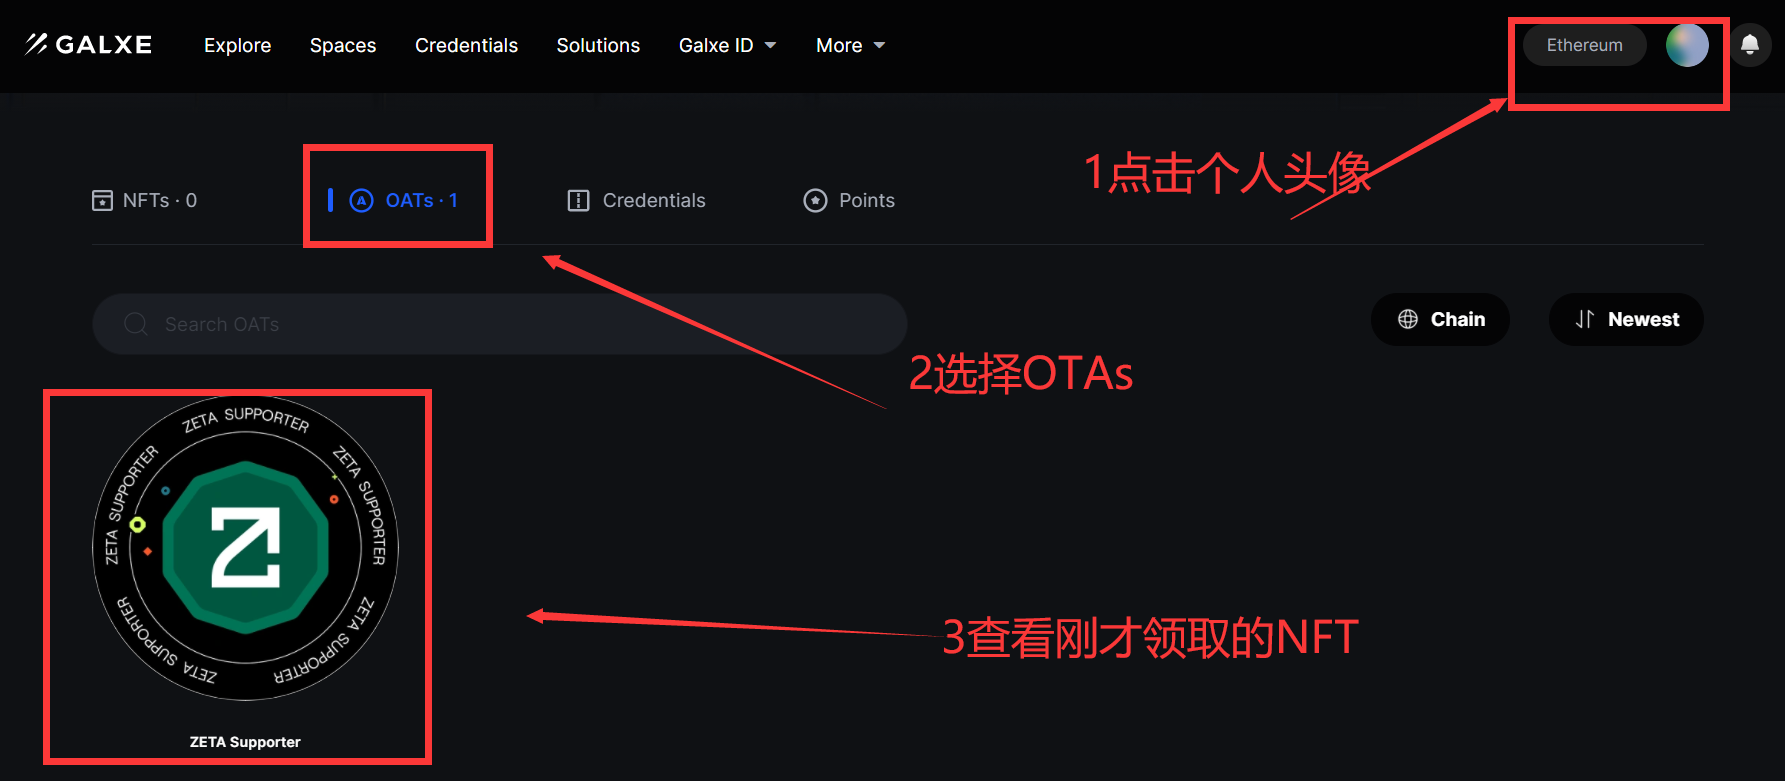 GALXE Explore Spaces Credentials Solutions Galxe ID More Ethereum
1点击个人头像
NFTs · 0 OATs · 1 Credentials Points
Search OATs Chain Newest
2选择OTAs
ZETA SUPPORTER ZETA SUPPORTER ZETA SUPPORTER ZETA SUPPORTER ZETA SUPPORTER
3查看刚才领取的NFT
ZETA Supporter